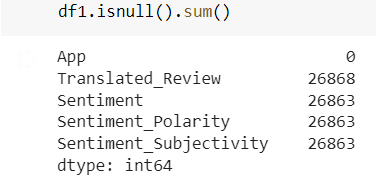 df1.isnull().sum()
App 0
Translated_Review 26868
Sentiment 26863
Sentiment_Polarity 26863
Sentiment_Subjectivity 26863
dtype: int64